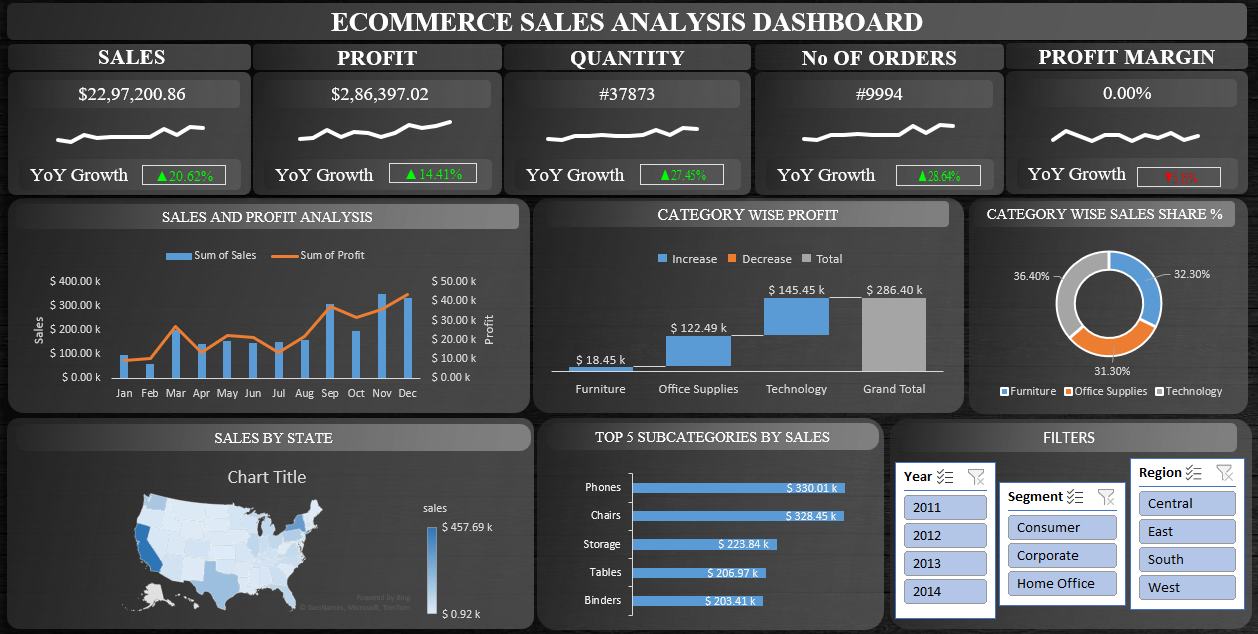 ECOMMERCE SALES ANALYSIS DASHBOARD
SALES
$22,97,200.86
YoY Growth ▲20.62%
PROFIT
$2,86,397.02
YoY Growth ▲14.41%
QUANTITY
#37873
YoY Growth ▲27.45%
No OF ORDERS
#9994
YoY Growth ▲28.64%
PROFIT MARGIN
0.00%
YoY Growth
SALES AND PROFIT ANALYSIS
Sum of Sales Sum of Profit
Sales
$ 400.00 k
$ 300.00 k
$ 200.00 k
$ 100.00 k
$ 0.00 k
$ 50.00 k
$ 40.00 k
$ 30.00 k
$ 20.00 k
$ 10.00 k
$ 0.00 k
Profit
Jan Feb Mar Apr May Jun Jul Aug Sep Oct Nov Dec
CATEGORY WISE PROFIT
Increase Decrease Total
$ 18.45 k
$ 122.49 k
$ 145.45 k
$ 286.40 k
Furniture Office Supplies Technology Grand Total
CATEGORY WISE SALES SHARE %
36.40%
32.30%
31.30%
Furniture Office Supplies Technology
SALES BY STATE
Chart Title
sales
$ 457.69 k
$ 0.92 k
Powered by Bing
© GeoNames, Microsoft, TomTom
TOP 5 SUBCATEGORIES BY SALES
Phones $ 330.01 k
Chairs $ 328.45 k
Storage $ 223.84 k
Tables $ 206.97 k
Binders $ 203.41 k
FILTERS
Year
2011
2012
2013
2014
Segment
Consumer
Corporate
Home Office
Region
Central
East
South
West